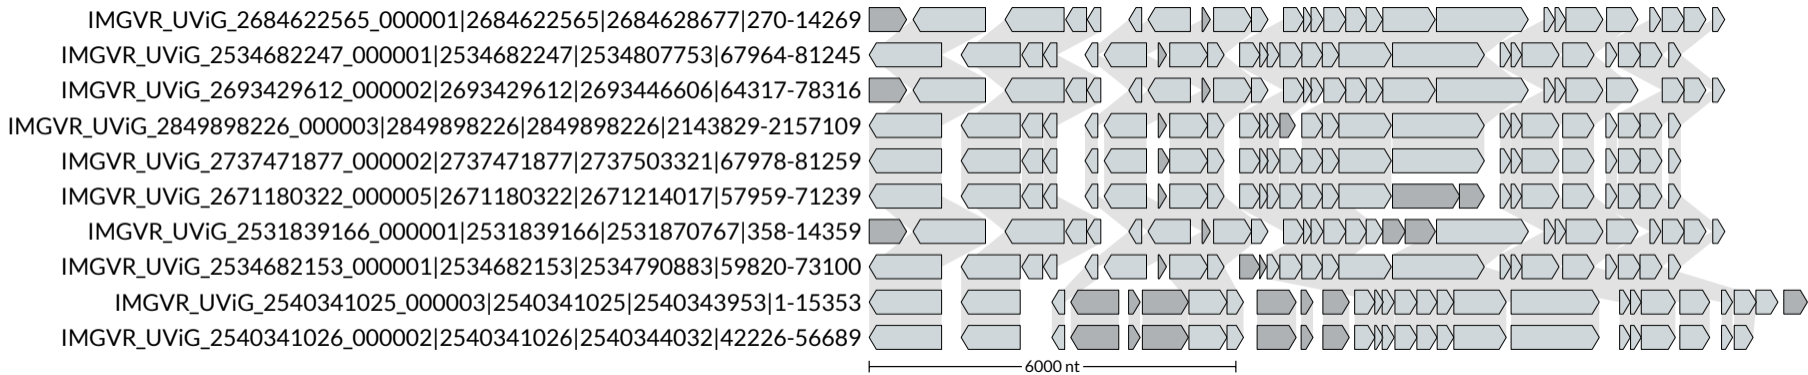 IMGVR_UViG_2684622565_000001|2684622565|2684628677|270-14269
IMGVR_UViG_2534682247_000001|2534682247|2534807753|67964-81245
IMGVR_UViG_2693429612_000002|2693429612|2693446606|64317-78316
IMGVR_UViG_2849898226_000003|2849898226|2849898226|2143829-2157109
IMGVR_UViG_2737471877_000002|2737471877|2737503321|67978-81259
IMGVR_UViG_2671180322_000005|2671180322|2671214017|57959-71239
IMGVR_UViG_2531839166_000001|2531839166|2531870767|358-14359
IMGVR_UViG_2534682153_000001|2534682153|2534790883|59820-73100
IMGVR_UViG_2540341025_000003|2540341025|2540343953|1-15353
IMGVR_UViG_2540341026_000002|2540341026|2540344032|42226-56689
6000 nt